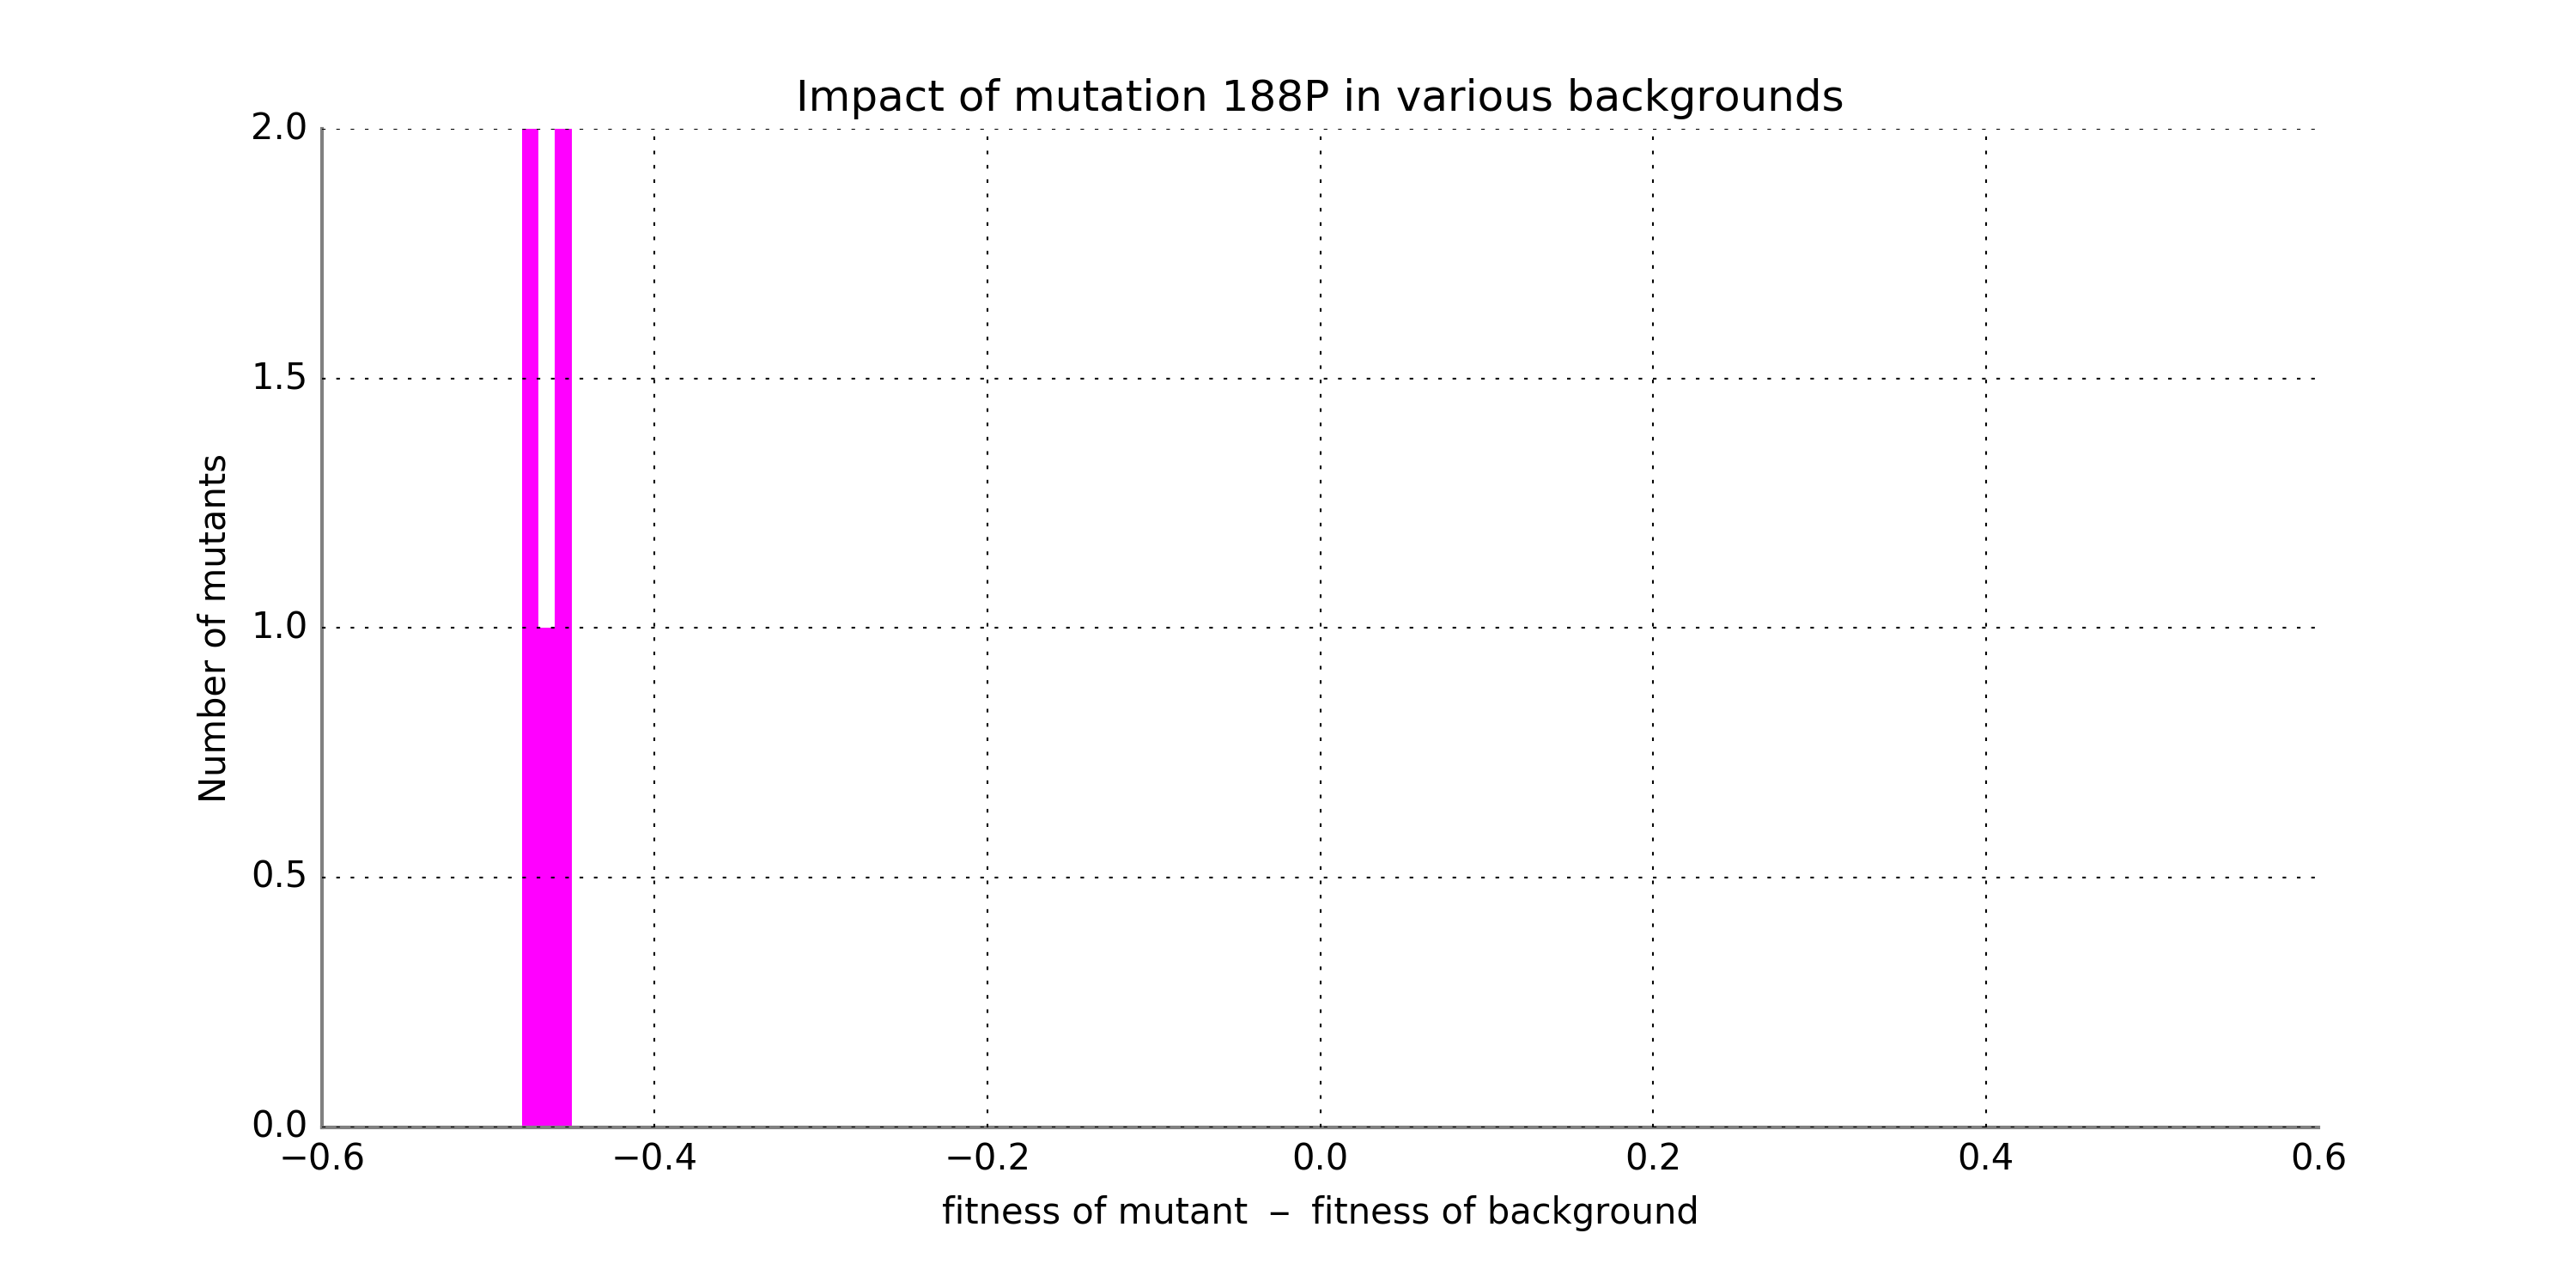 Impact of mutation 188P in various backgrounds
2.0
1.5
1.0
0.5
0.0
Number of mutants
−0.6 −0.4 −0.2 0.0 0.2 0.4 0.6
fitness of mutant − fitness of background